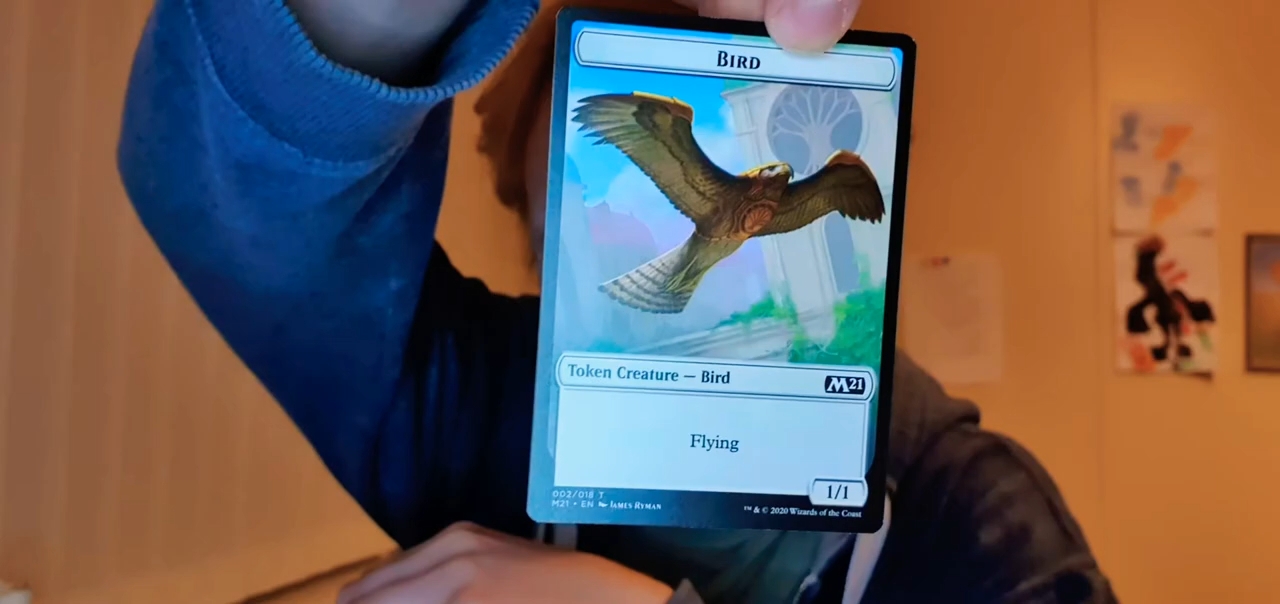 BIRD
Token Creature — Bird
M21
Flying
1/1
002/018 T
M21 • EN JAMES RYMAN
™ & © 2020 Wizards of the Coast